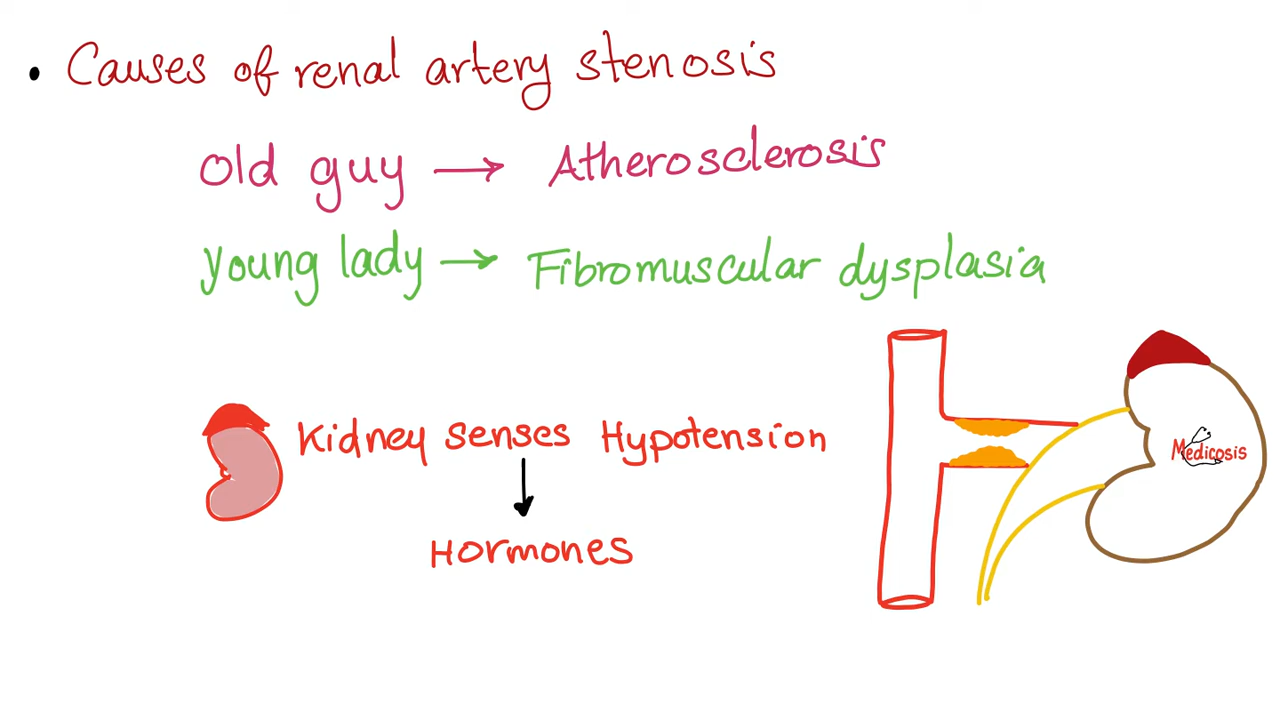 • Causes of renal artery stenosis
Old guy → Atherosclerosis
young lady → Fibromuscular dysplasia
Kidney senses Hypotension
↓
Hormones
Medicosis